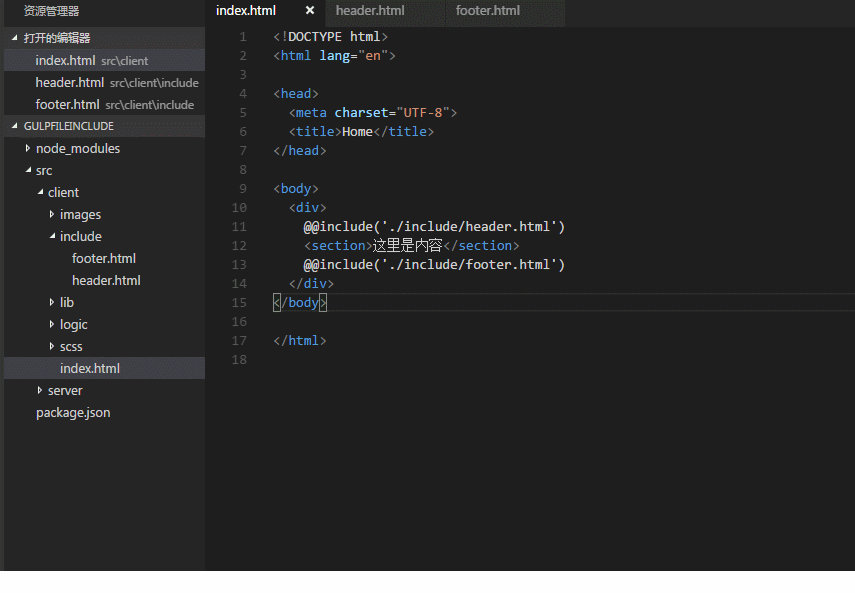 资源管理器
打开的编辑器
index.html src\client
header.html src\client\include
footer.html src\client\include
GULPFILEINCLUDE
node_modules
src
client
images
include
footer.html
header.html
lib
logic
scss
index.html
server
package.json
index.html × header.html footer.html
1 <!DOCTYPE html>
2 <html lang="en">
3
4 <head>
5 <meta charset="UTF-8">
6 <title>Home</title>
7 </head>
8
9 <body>
10 <div>
11 @@include('./include/header.html')
12 <section>这里是内容</section>
13 @@include('./include/footer.html')
14 </div>
15 </body>
16
17 </html>
18